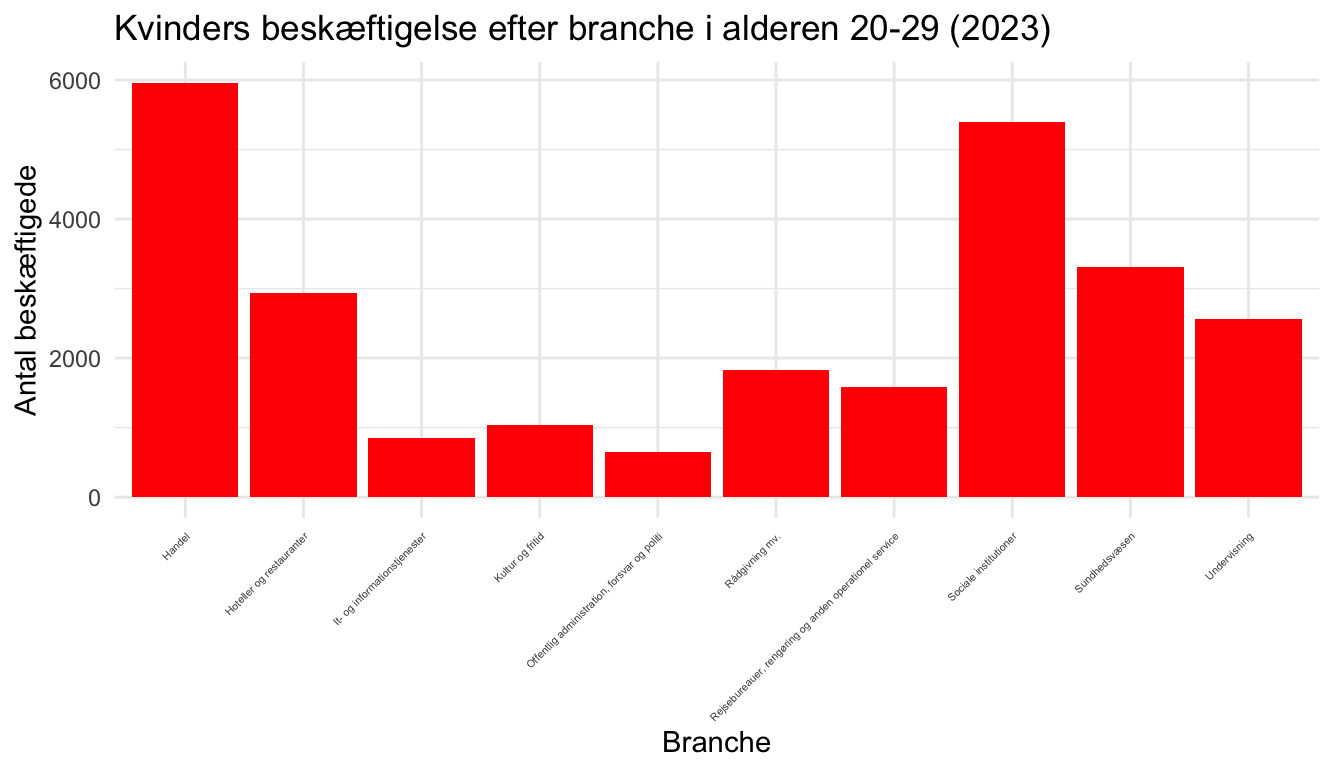 Kvinders beskæftigelse efter branche i alderen 20-29 (2023)
Antal beskæftigede
6000
4000
2000
0
Handel
Hoteller og restauranter
It- og informationstjenester
Kultur og fritid
Offentlig administration, forsvar og politi
Rådgivning mv.
Rejsebureauer, rengøring og anden operationel service
Sociale institutioner
Sundhedsvæsen
Undervisning
Branche